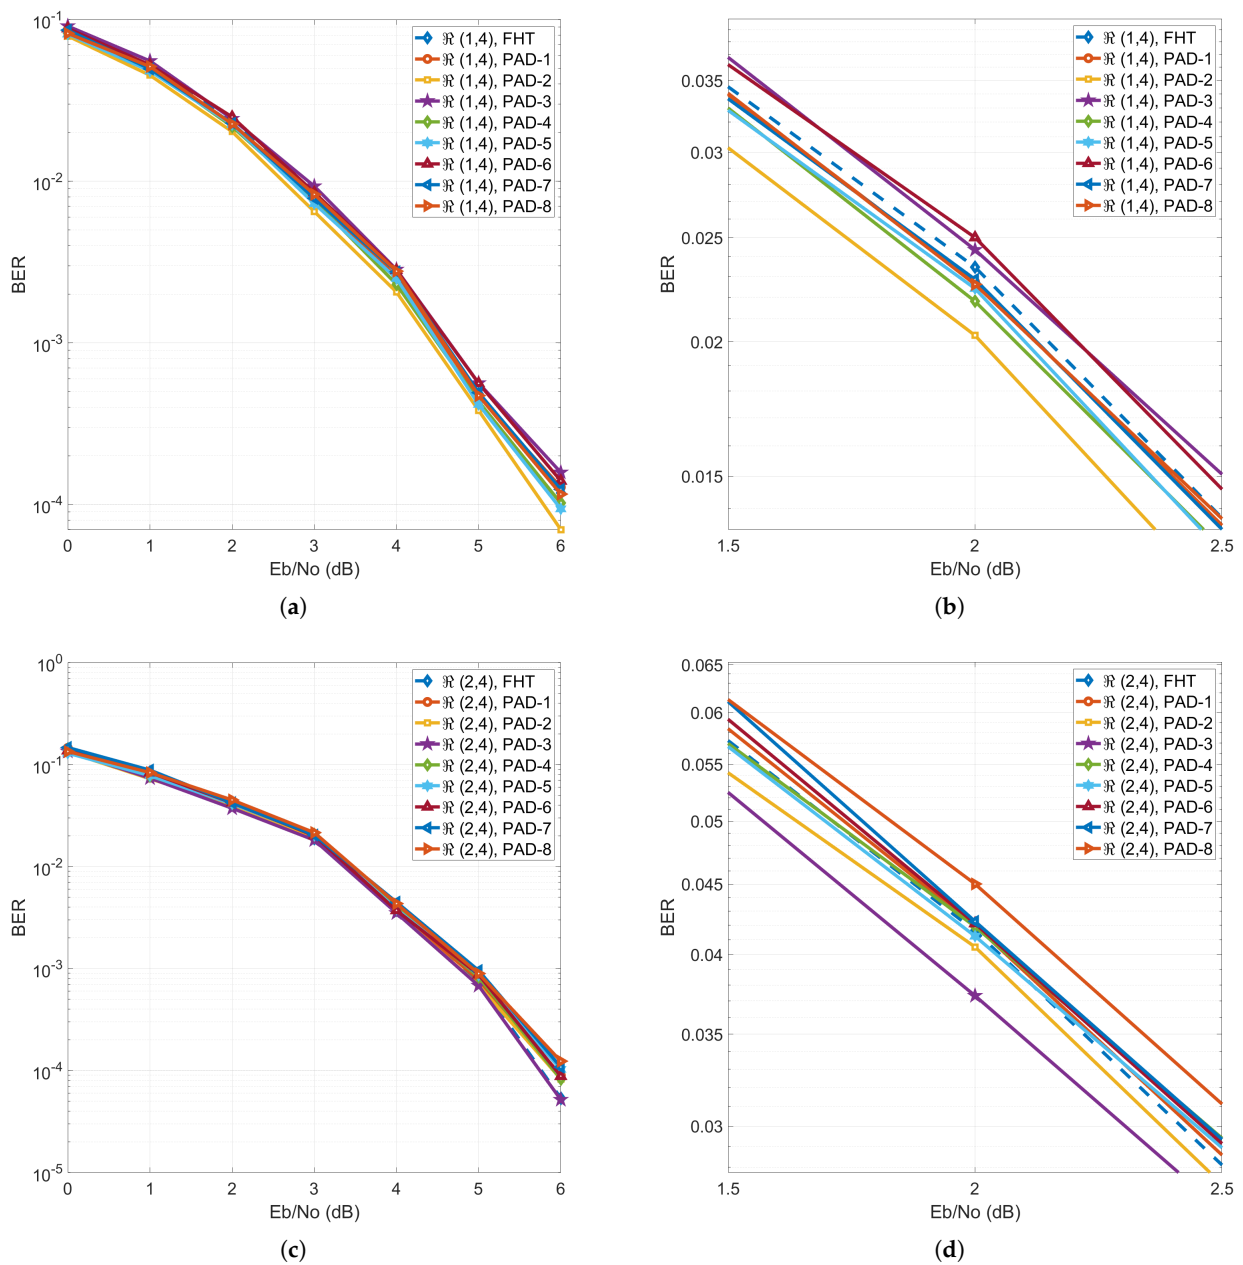 10-1
10-2
10-3
10-4
BER
0 1 2 3 4 5 6
Eb/No (dB)
ℜ (1,4), FHT
ℜ (1,4), PAD-1
ℜ (1,4), PAD-2
ℜ (1,4), PAD-3
ℜ (1,4), PAD-4
ℜ (1,4), PAD-5
ℜ (1,4), PAD-6
ℜ (1,4), PAD-7
ℜ (1,4), PAD-8
(a)
0.035
0.03
0.025
0.02
0.015
BER
1.5 2 2.5
Eb/No (dB)
ℜ (1,4), FHT
ℜ (1,4), PAD-1
ℜ (1,4), PAD-2
ℜ (1,4), PAD-3
ℜ (1,4), PAD-4
ℜ (1,4), PAD-5
ℜ (1,4), PAD-6
ℜ (1,4), PAD-7
ℜ (1,4), PAD-8
(b)
10 0
10-1
10-2
10-3
10-4
10-5
BER
0 1 2 3 4 5 6
Eb/No (dB)
ℜ (2,4), FHT
ℜ (2,4), PAD-1
ℜ (2,4), PAD-2
ℜ (2,4), PAD-3
ℜ (2,4), PAD-4
ℜ (2,4), PAD-5
ℜ (2,4), PAD-6
ℜ (2,4), PAD-7
ℜ (2,4), PAD-8
(c)
0.065
0.06
0.055
0.05
0.045
0.04
0.035
0.03
BER
1.5 2 2.5
Eb/No (dB)
ℜ (2,4), FHT
ℜ (2,4), PAD-1
ℜ (2,4), PAD-2
ℜ (2,4), PAD-3
ℜ (2,4), PAD-4
ℜ (2,4), PAD-5
ℜ (2,4), PAD-6
ℜ (2,4), PAD-7
ℜ (2,4), PAD-8
(d)